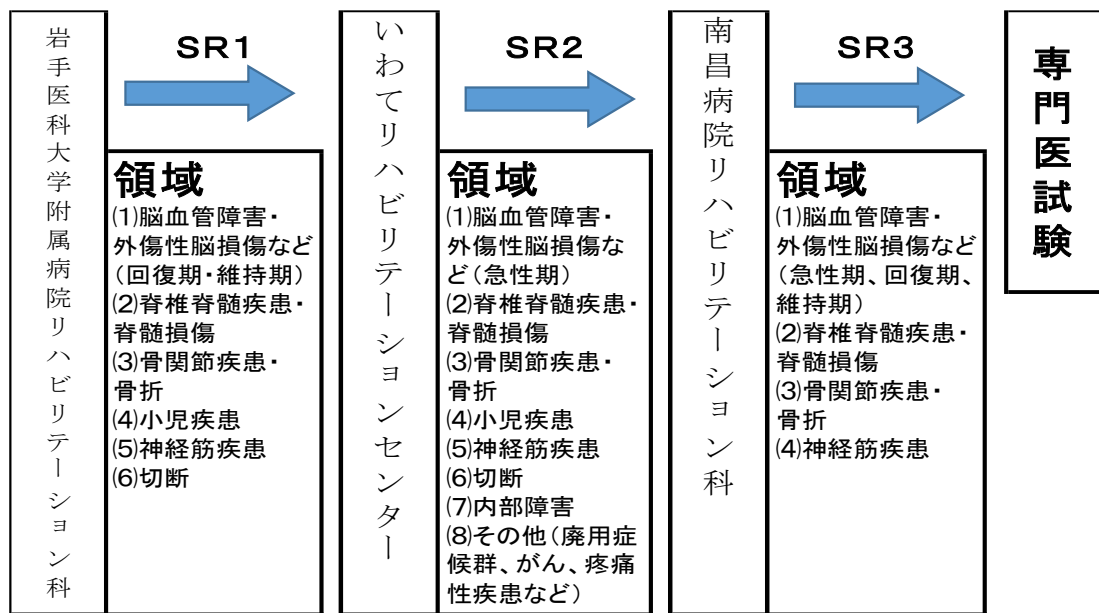 岩手医科大学附属病院リハビリテーション科
SR1
領域
(1)脳血管障害・
外傷性脳損傷など
(回復期・維持期)
(2)脊椎脊髄疾患・
脊髄損傷
(3)骨関節疾患・
骨折
(4)小児疾患
(5)神経筋疾患
(6)切断
いわてリハビリテーションセンター
SR2
領域
(1)脳血管障害・
外傷性脳損傷な
ど(急性期)
(2)脊椎脊髄疾患・
脊髄損傷
(3)骨関節疾患・
骨折
(4)小児疾患
(5)神経筋疾患
(6)切断
(7)内部障害
(8)その他(廃用症
候群、がん、疼痛
性疾患など)
南昌病院リハビリテーション科
SR3
領域
(1)脳血管障害・
外傷性脳損傷など
(急性期、回復期、
維持期)
(2)脊椎脊髄疾患・
脊髄損傷
(3)骨関節疾患・
骨折
(4)神経筋疾患
専門医試験